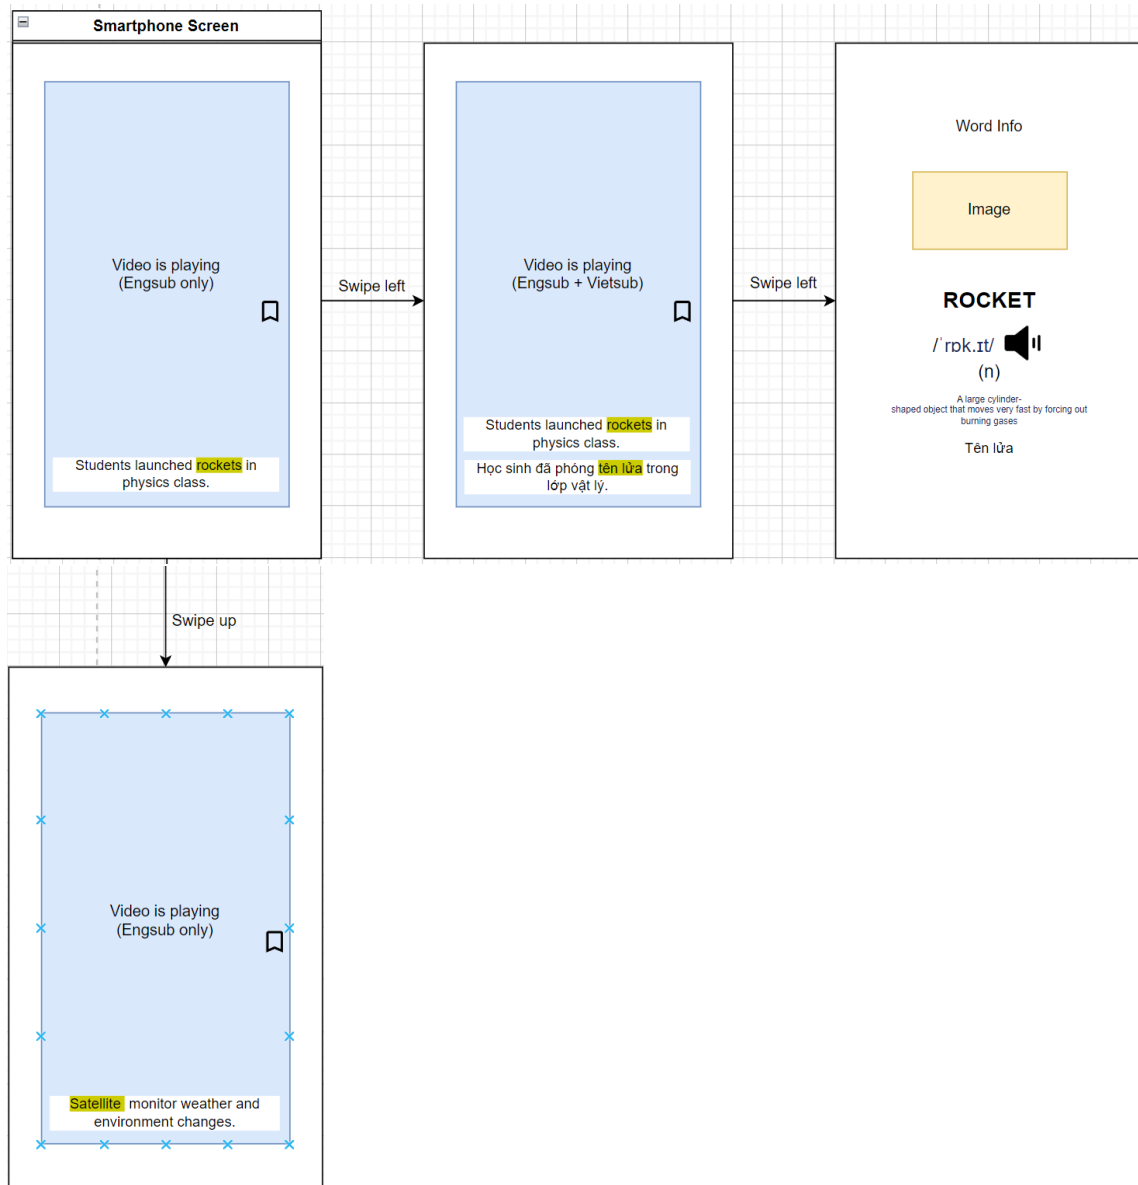 Smartphone Screen
Video is playing
(Engsub only)
Students launched rockets in
physics class.
Swipe left
Video is playing
(Engsub + Vietsub)
Students launched rockets in
physics class.
Học sinh đã phóng tên lửa trong
lớp vật lý.
Swipe left
Word Info
Image
ROCKET
/ˈrɒk.ɪt/
(n)
A large cylinder-
shaped object that moves very fast by forcing out
burning gases
Tên lửa
Swipe up
Video is playing
(Engsub only)
Satellite monitor weather and
environment changes.